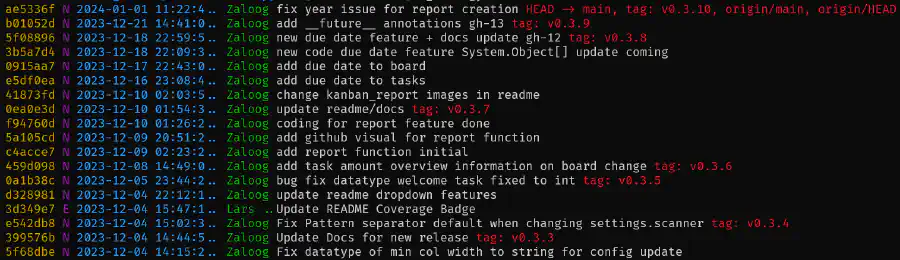 ae5336f N 2024-01-01 11:22:4… Zaloog fix year issue for report creation HEAD → main, tag: v0.3.10, origin/main, origin/HEAD
b01052d N 2023-12-21 14:41:0… Zaloog add __future__ annotations gh-13 tag: v0.3.9
5f08896 N 2023-12-18 22:59:5… Zaloog new due date feature + docs update gh-12 tag: v0.3.8
3b5a7d4 N 2023-12-18 22:09:3… Zaloog new code due date feature System.Object[] update coming
0915aa7 N 2023-12-17 22:43:0… Zaloog add due date to board
e5df0ea N 2023-12-16 23:08:4… Zaloog add due date to tasks
41873fd N 2023-12-10 02:03:5… Zaloog change kanban_report images in readme
0ea0e3d N 2023-12-10 01:54:3… Zaloog update readme/docs tag: v0.3.7
f94760d N 2023-12-10 01:26:2… Zaloog coding for report feature done
5a105cd N 2023-12-09 20:51:2… Zaloog add github visual for report function
c4acce7 N 2023-12-09 02:23:2… Zaloog add report function initial
459d098 N 2023-12-08 14:49:0… Zaloog add task amount overview information on board change tag: v0.3.6
0a1b38c N 2023-12-05 23:44:2… Zaloog bug fix datatype welcome task fixed to int tag: v0.3.5
d328981 N 2023-12-04 22:12:1… Zaloog update readme dropdown features
3d349e7 E 2023-12-04 15:47:1… Lars … Update README Coverage Badge
e542db8 N 2023-12-04 15:02:3… Zaloog Fix Pattern separator default when changing settings.scanner tag: v0.3.4
399576b N 2023-12-04 14:44:5… Zaloog Update Docs for new release tag: v0.3.3
5f68dbe N 2023-12-04 14:15:2… Zaloog Fix datatype of min col width to string for config update